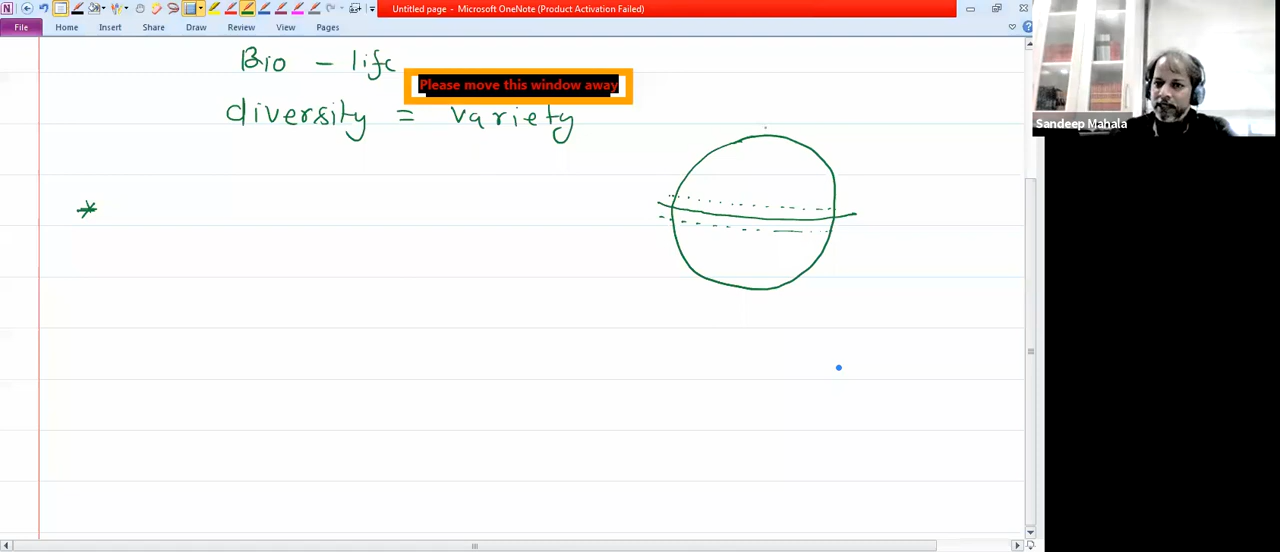 Untitled page - Microsoft OneNote (Product Activation Failed)
File Home Insert Share Draw Review View Pages
Bio - life
Please move this window away
diversity = variety
Sandeep Mahala
*